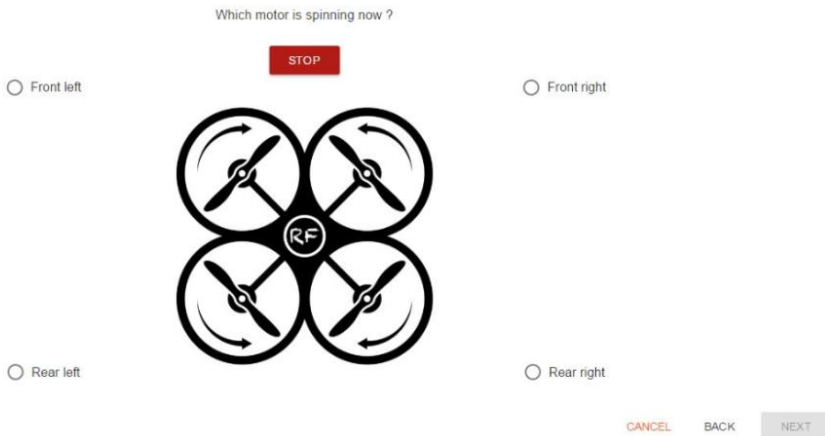 Which motor is spinning now ?
STOP
Front left
Front right
RF
Rear left
Rear right
CANCEL
BACK
NEXT